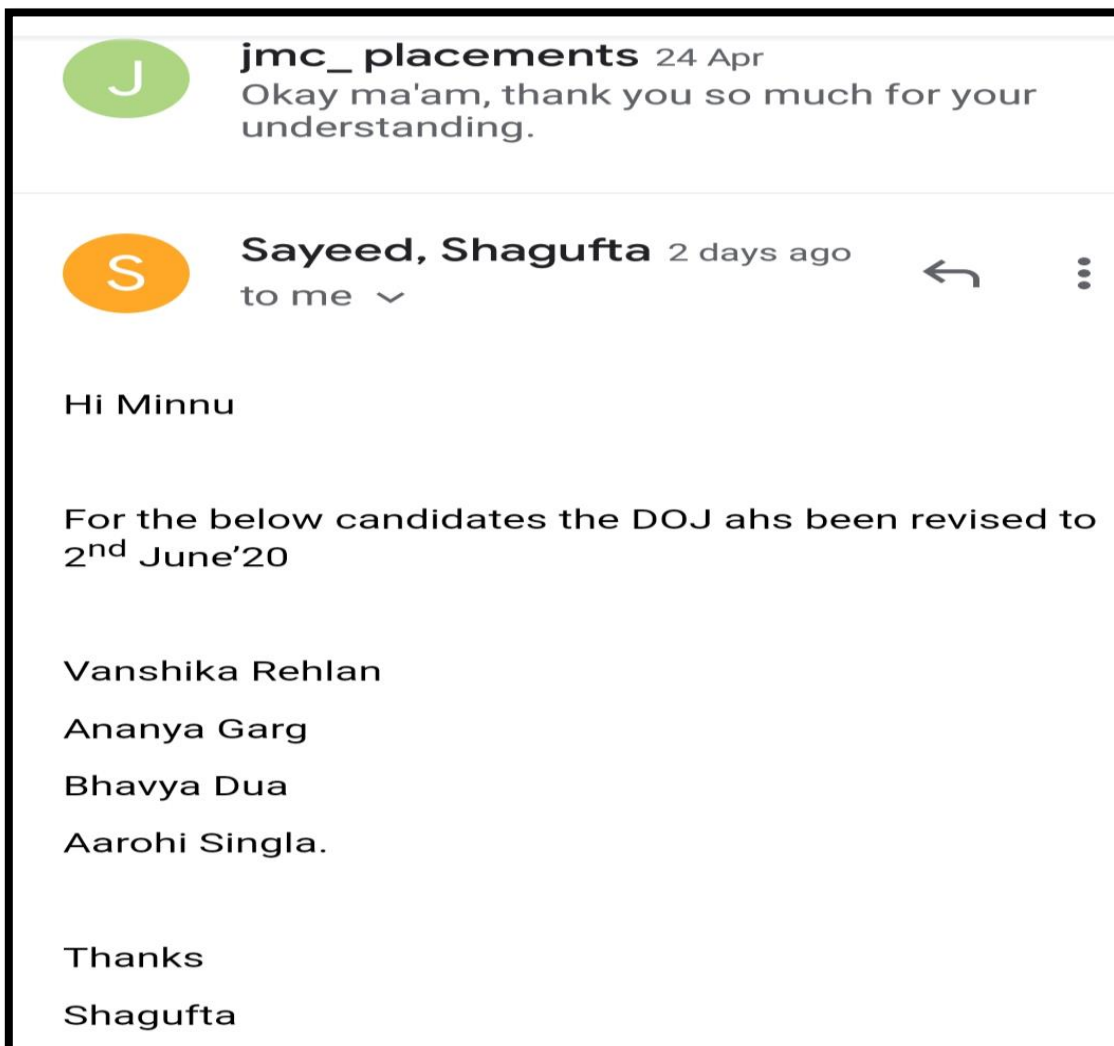 J
jmc_ placements 24 Apr
Okay ma'am, thank you so much for your
understanding.
S
Sayeed, Shagufta 2 days ago
to me
Hi Minnu
For the below candidates the DOJ ahs been revised to
2nd June'20
Vanshika Rehlan
Ananya Garg
Bhavya Dua
Aarohi Singla.
Thanks
Shagufta